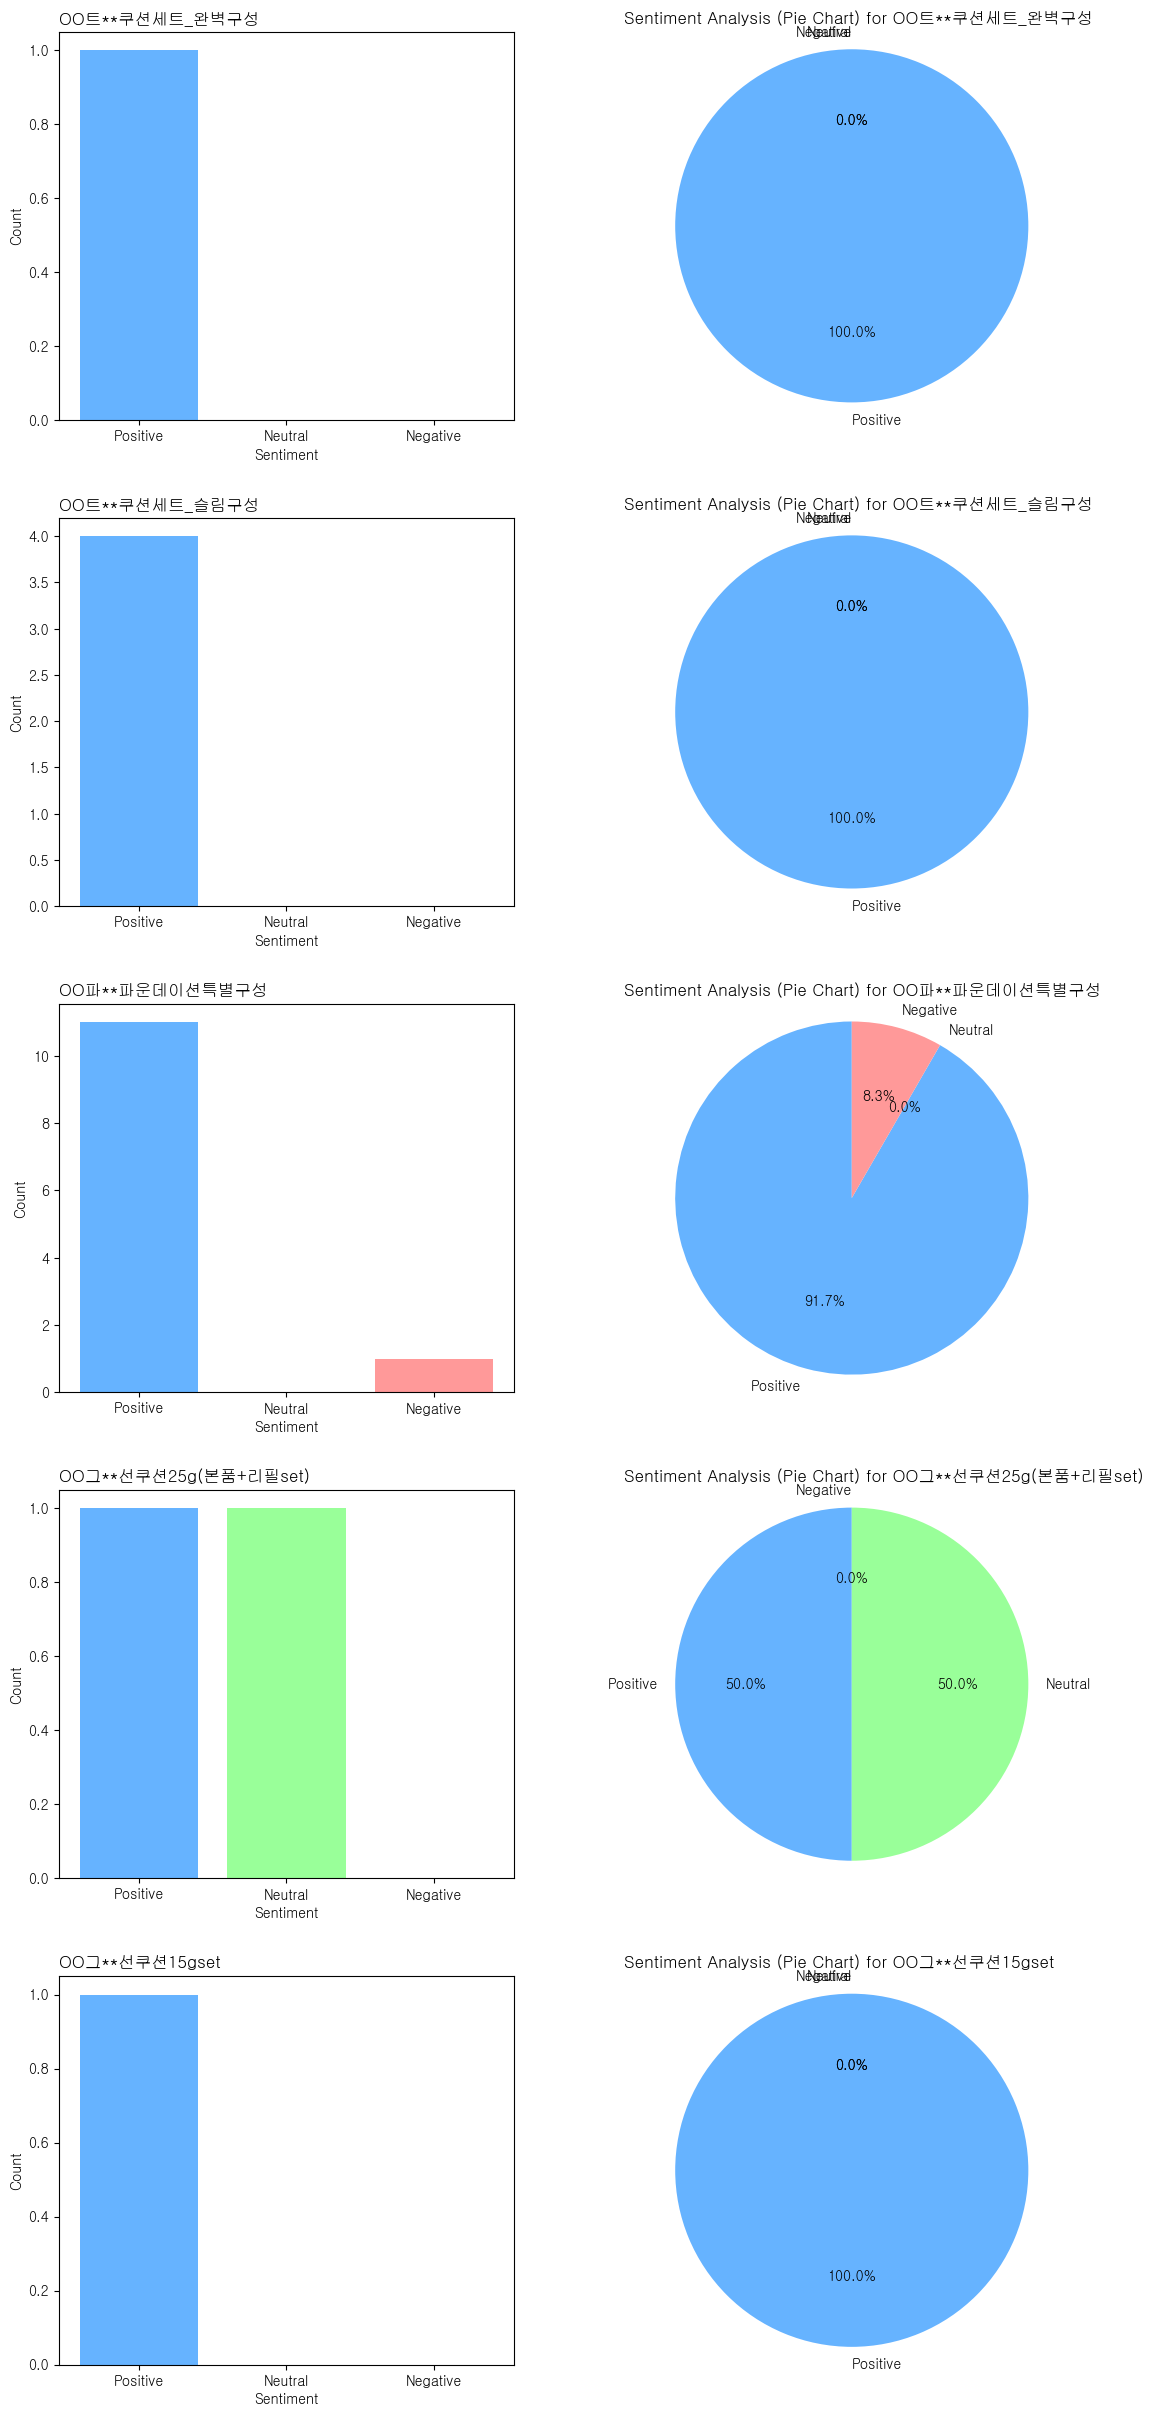 OO트**쿠션세트_완벽구성
1.0
0.8
0.6
0.4
0.2
0.0
Count
Positive
Neutral
Negative
Sentiment
Sentiment Analysis (Pie Chart) for OO트**쿠션세트_완벽구성
Negative
Neutral
0.0%
0.0%
100.0%
Positive
OO트**쿠션세트_슬림구성
4.0
3.5
3.0
2.5
2.0
1.5
1.0
0.5
0.0
Count
Positive
Neutral
Negative
Sentiment
Sentiment Analysis (Pie Chart) for OO트**쿠션세트_슬림구성
Negative
Neutral
0.0%
0.0%
100.0%
Positive
OO파**파운데이션특별구성
10
8
6
4
2
0
Count
Positive
Neutral
Negative
Sentiment
Sentiment Analysis (Pie Chart) for OO파**파운데이션특별구성
Negative
Neutral
8.3%
0.0%
91.7%
Positive
OO그**선쿠션25g(본품+리필set)
1.0
0.8
0.6
0.4
0.2
0.0
Count
Positive
Neutral
Negative
Sentiment
Sentiment Analysis (Pie Chart) for OO그**선쿠션25g(본품+리필set)
Negative
0.0%
Positive
50.0%
50.0%
Neutral
OO그**선쿠션15gset
1.0
0.8
0.6
0.4
0.2
0.0
Count
Positive
Neutral
Negative
Sentiment
Sentiment Analysis (Pie Chart) for OO그**선쿠션15gset
Negative
Neutral
0.0%
0.0%
100.0%
Positive